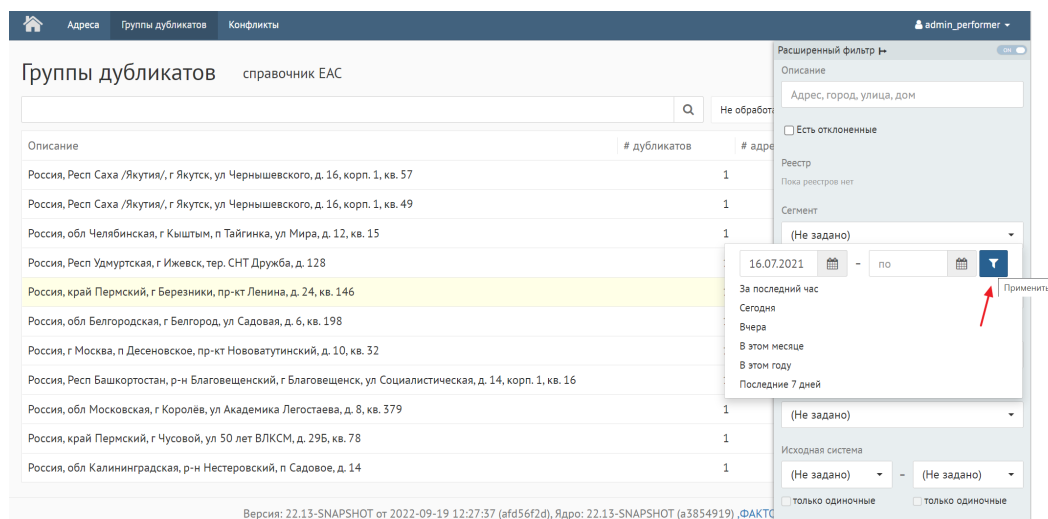 Адреса Группы дубликатов Конфликты admin_performer
Расширенный фильтр он
Группы дубликатов справочник ЕАС
Описание
Адрес, город, улица, дом
Не обработа
Есть отклоненные
Описание # дубликатов # адре
Реестр
Пока реестров нет
Россия, Респ Саха /Якутия/, г Якутск, ул Чернышевского, д. 16, корп. 1, кв. 57 1
Россия, Респ Саха /Якутия/, г Якутск, ул Чернышевского, д. 16, корп. 1, кв. 49 1
Сегмент
(Не задано)
Россия, обл Челябинская, г Кыштым, п Тайгинка, ул Мира, д. 12, кв. 15 1
Россия, Респ Удмуртская, г Ижевск, тер. СНТ Дружба, д. 128
16.07.2021 – по
Применить
Россия, край Пермский, г Березники, пр-кт Ленина, д. 24, кв. 146
За последний час
Сегодня
Россия, обл Белгородская, г Белгород, ул Садовая, д. 6, кв. 198
Вчера
Россия, г Москва, п Десеновское, пр-кт Нововатутинский, д. 10, кв. 32
В этом месяце
В этом году
Россия, Респ Башкортостан, р-н Благовещенский, г Благовещенск, ул Социалистическая, д. 14, корп. 1, кв. 16
Последние 7 дней
Россия, обл Московская, г Королёв, ул Академика Легостаева, д. 8, кв. 379 1
(Не задано)
Россия, край Пермский, г Чусовой, ул 50 лет ВЛКСМ, д. 29Б, кв. 78 1
Исходная система
Россия, обл Калининградская, р-н Нестеровский, п Садовое, д. 14 1
(Не задано) – (Не задано)
только одиночные только одиночные
Версия: 22.13-SNAPSHOT от 2022-09-19 12:27:37 (afd56f2d), Ядро: 22.13-SNAPSHOT (a3854919) ,ФАКТО